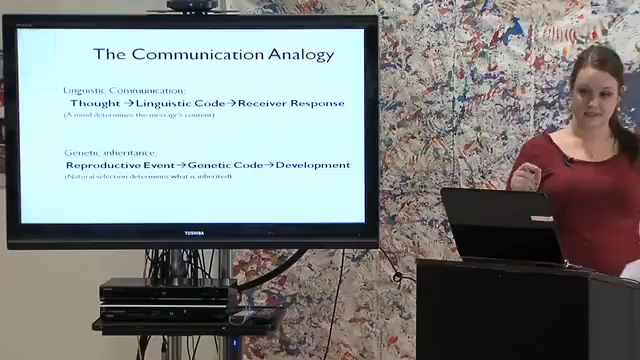 The Communication Analogy
Linguistic Communication:
Thought →Linguistic Code→Receiver Response
(A mind determines the message's content)
Genetic inheritance:
Reproductive Event→Genetic Code→Development
(Natural selection determines what is inherited)
TOSHIBA